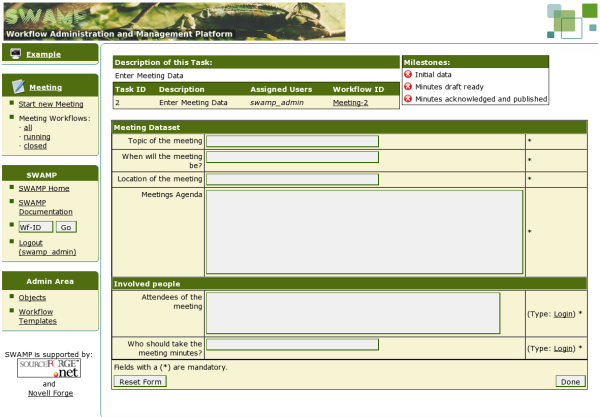 SWAMP
Workflow Administration and Management Platform
Example
Meeting
Start new Meeting
Meeting Workflows:
- all
- running
- closed
SWAMP
SWAMP Home
SWAMP
Documentation
Wf-ID Go
Logout
(swamp_admin)
Admin Area
Objects
Workflow
Templates
SWAMP is supported by:
SOURCEFORGE
.net
and
Novell Forge
Description of this Task:
Enter Meeting Data
Task ID Description Assigned Users Workflow ID
2 Enter Meeting Data swamp_admin Meeting-2
Milestones:
Initial data
Minutes draft ready
Minutes acknowledged and published
Meeting Dataset
Topic of the meeting *
When will the meeting
be? *
Location of the meeting *
Meetings Agenda
*
Involved people
Attendees of the
meeting
(Type: Login) *
Who should take the
meeting minutes? (Type: Login) *
Fields with a (*) are mandatory.
Reset Form Done